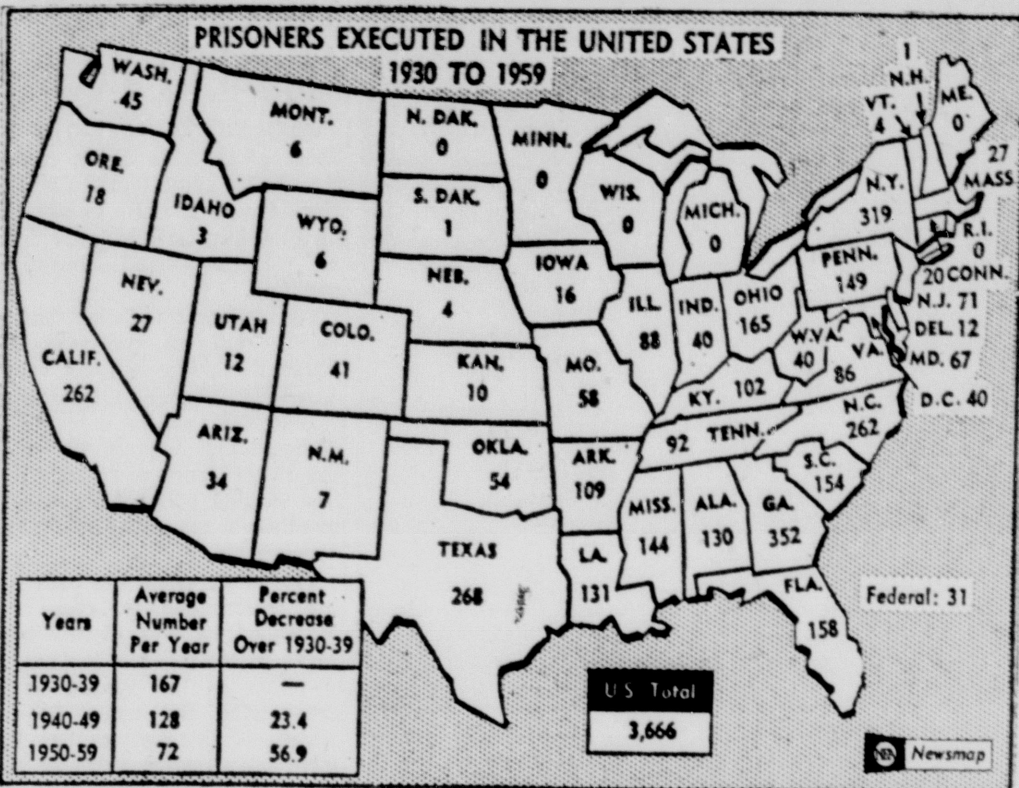 PRISONERS EXECUTED IN THE UNITED STATES
1930 TO 1959
WASH.
45
ORE.
18
CALIF.
262
NEV.
27
IDAHO
3
MONT.
6
WYO.
6
UTAH
12
COLO.
41
ARIZ.
34
N.M.
7
N. DAK.
0
S. DAK.
1
NEB.
4
KAN.
10
OKLA.
54
TEXAS
268
MINN.
0
IOWA
16
MO.
58
ARK.
109
LA.
131
WIS.
0
ILL.
88
MICH.
0
IND.
40
OHIO
165
KY. 102
92 TENN.
MISS.
144
ALA.
130
GA.
352
FLA.
158
S.C.
154
N.C.
262
VA.
86
W.VA.
40
PENN.
149
N.Y.
319
VT.
4
1
N.H.
ME.
0
27
MASS
R.I.
0
20 CONN.
N.J. 71
DEL. 12
MD. 67
D.C. 40
Federal: 31
Years
Average
Number
Per Year
Percent
Decrease
Over 1930-39
1930-39 167 —
1940-49 128 23.4
1950-59 72 56.9
U.S. Total
3,666
NEA Newsmap